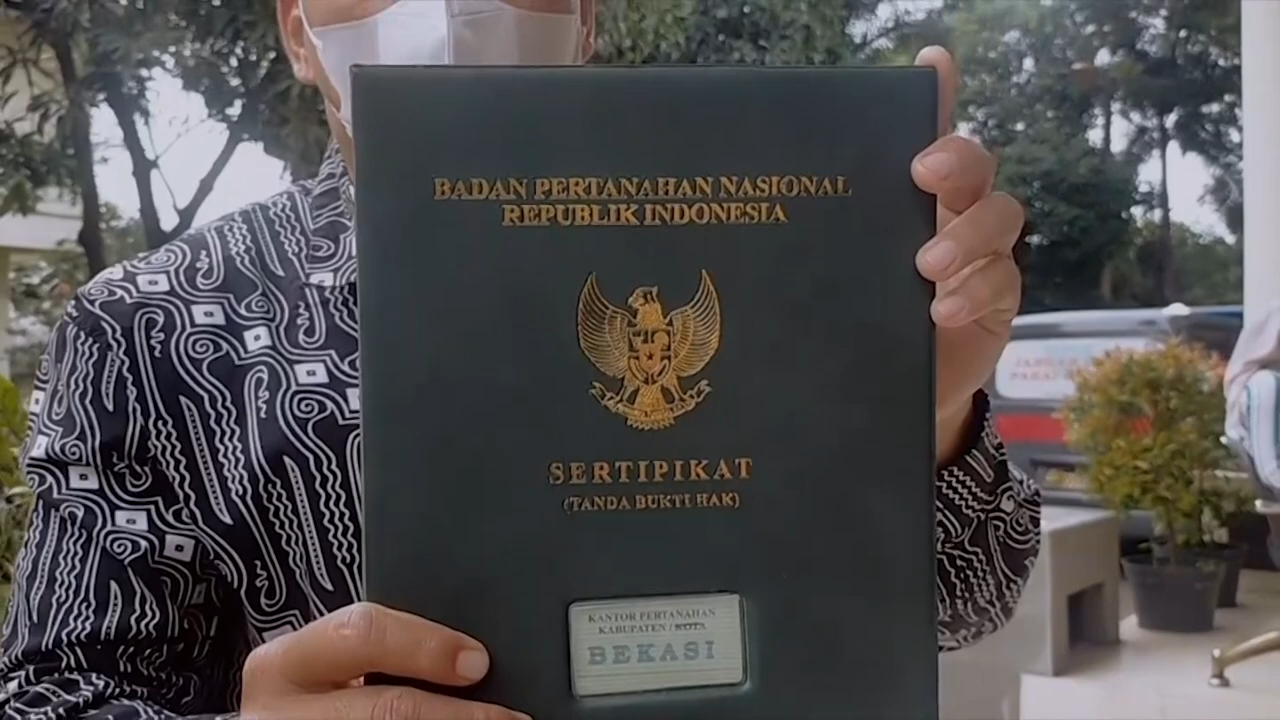 BADAN PERTANAHAN NASIONAL
REPUBLIK INDONESIA
SERTIPIKAT
(TANDA BUKTI HAK)
KANTOR PERTANAHAN
KABUPATEN / KOTA
BEKASI